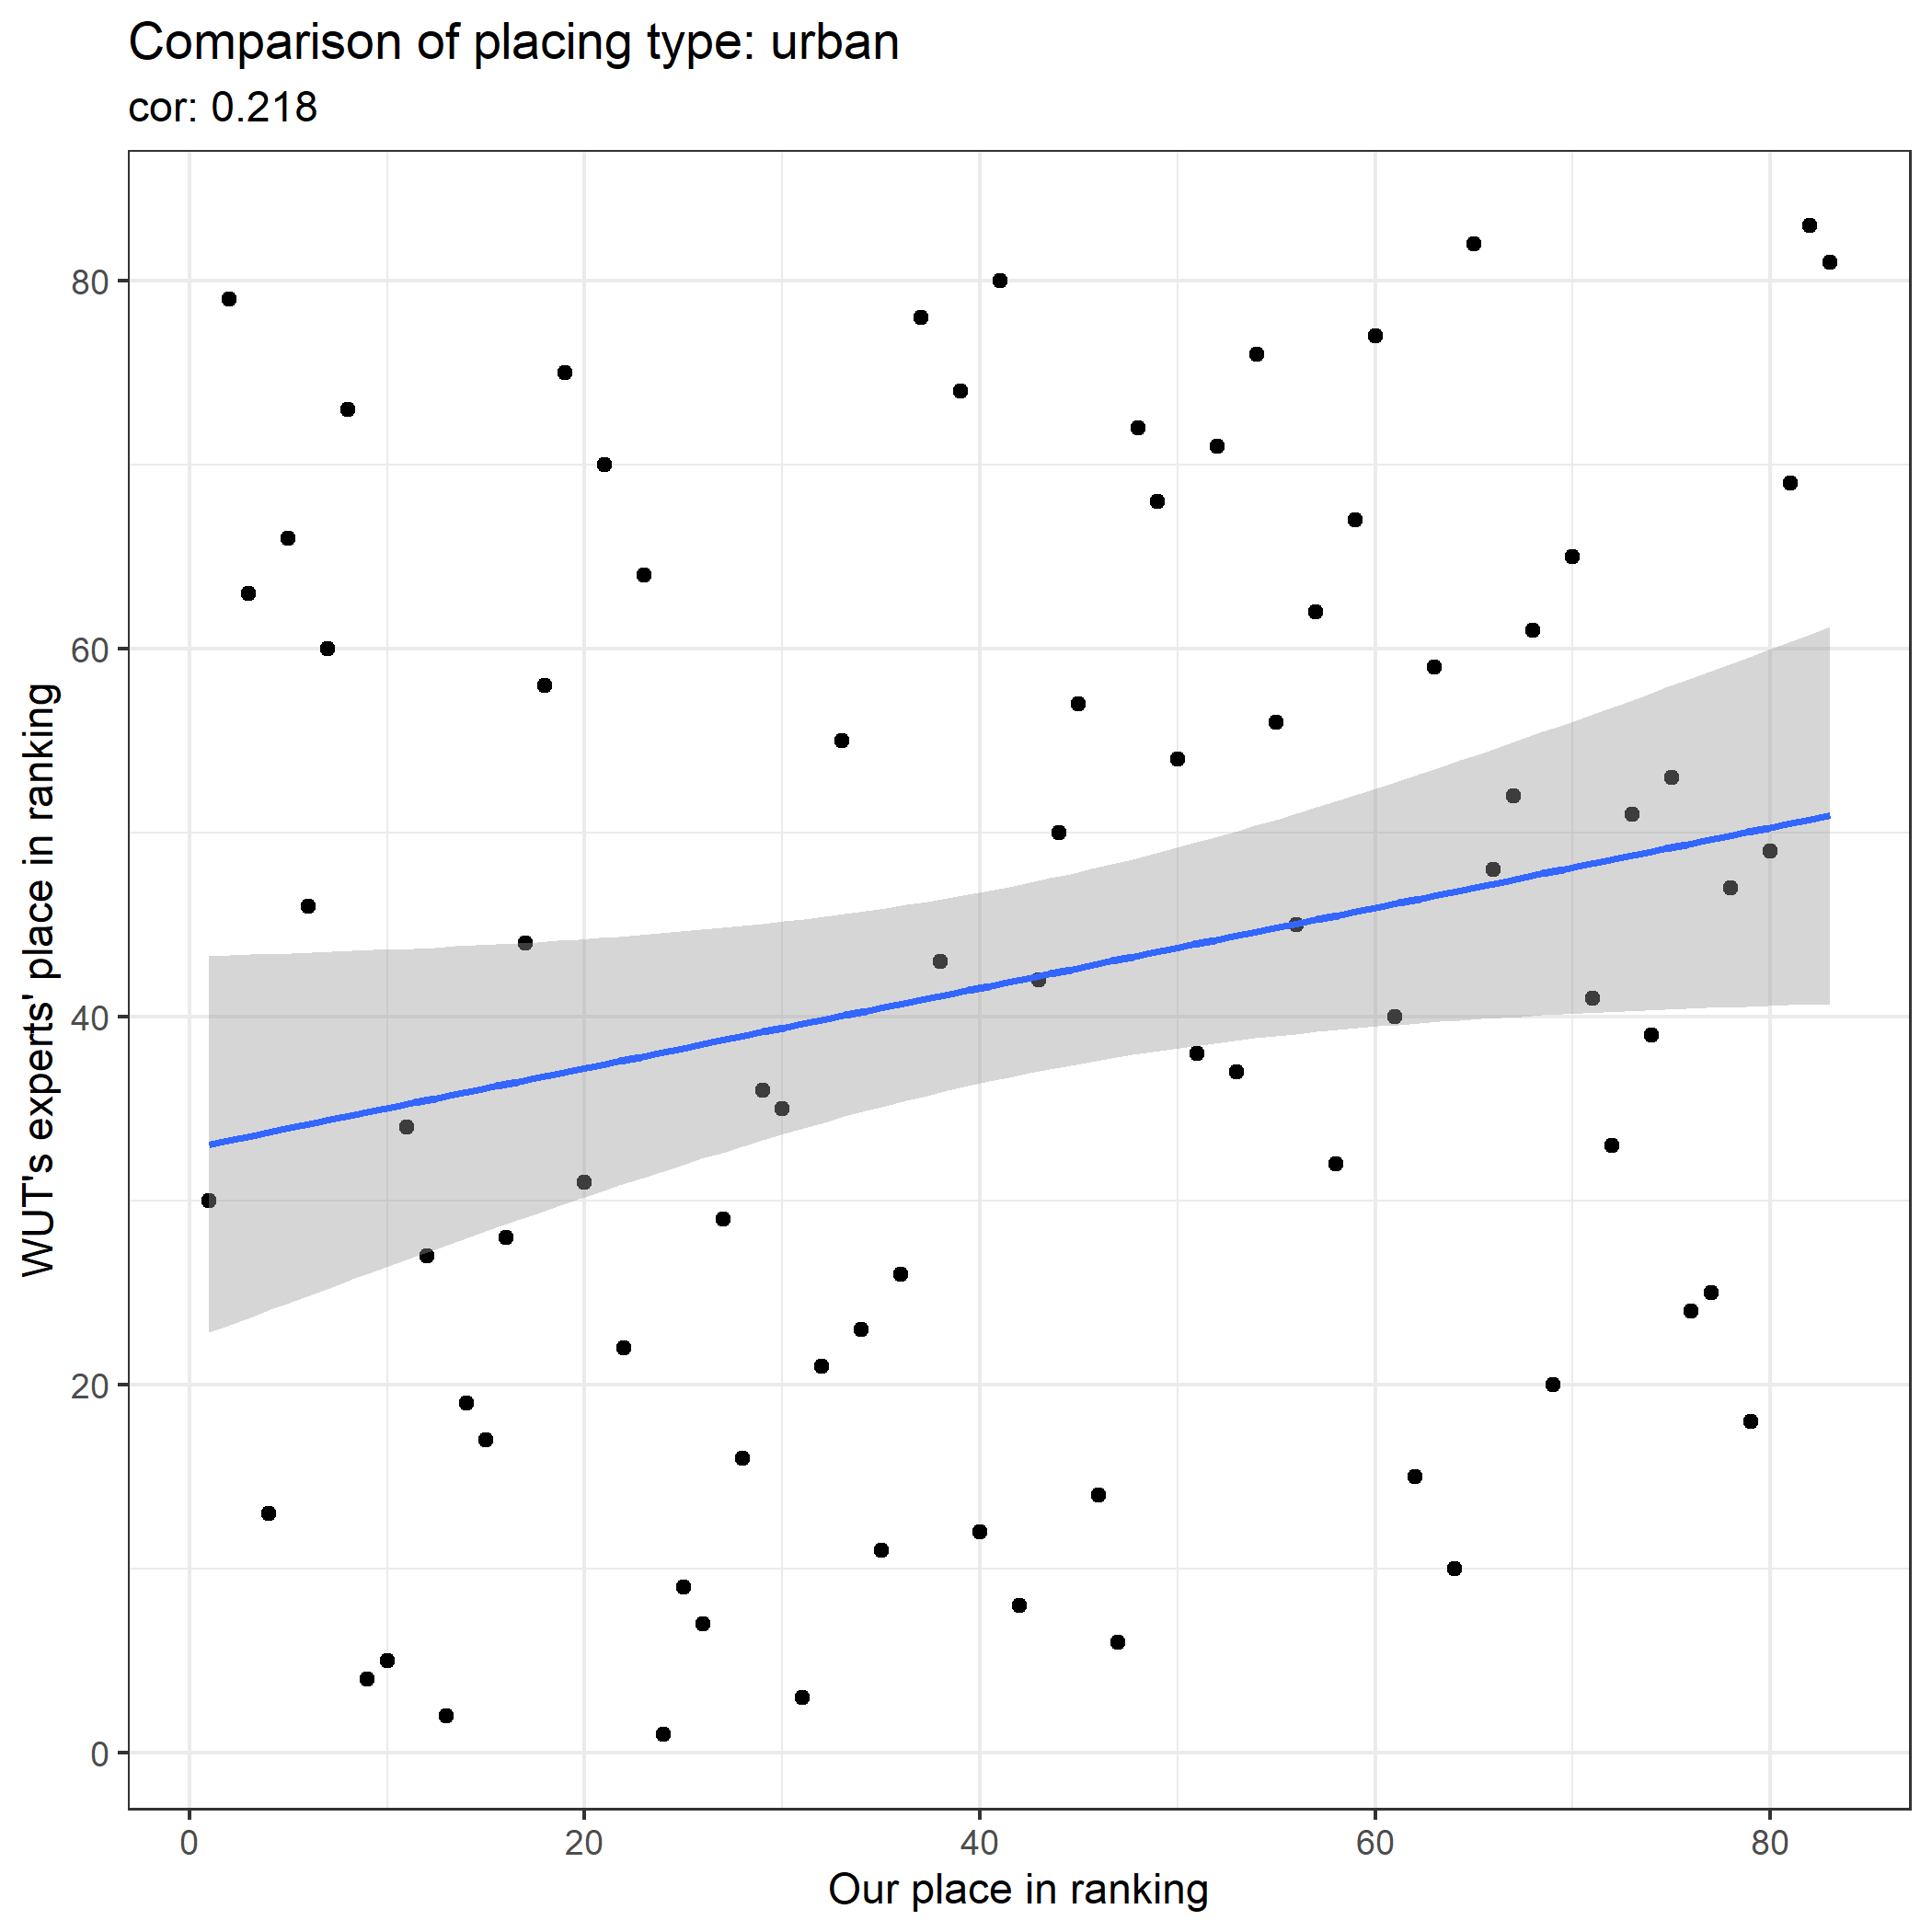 Comparison of placing type: urban
cor: 0.218
80
60
40
20
0
WUT's experts' place in ranking
0 20 40 60 80
Our place in ranking